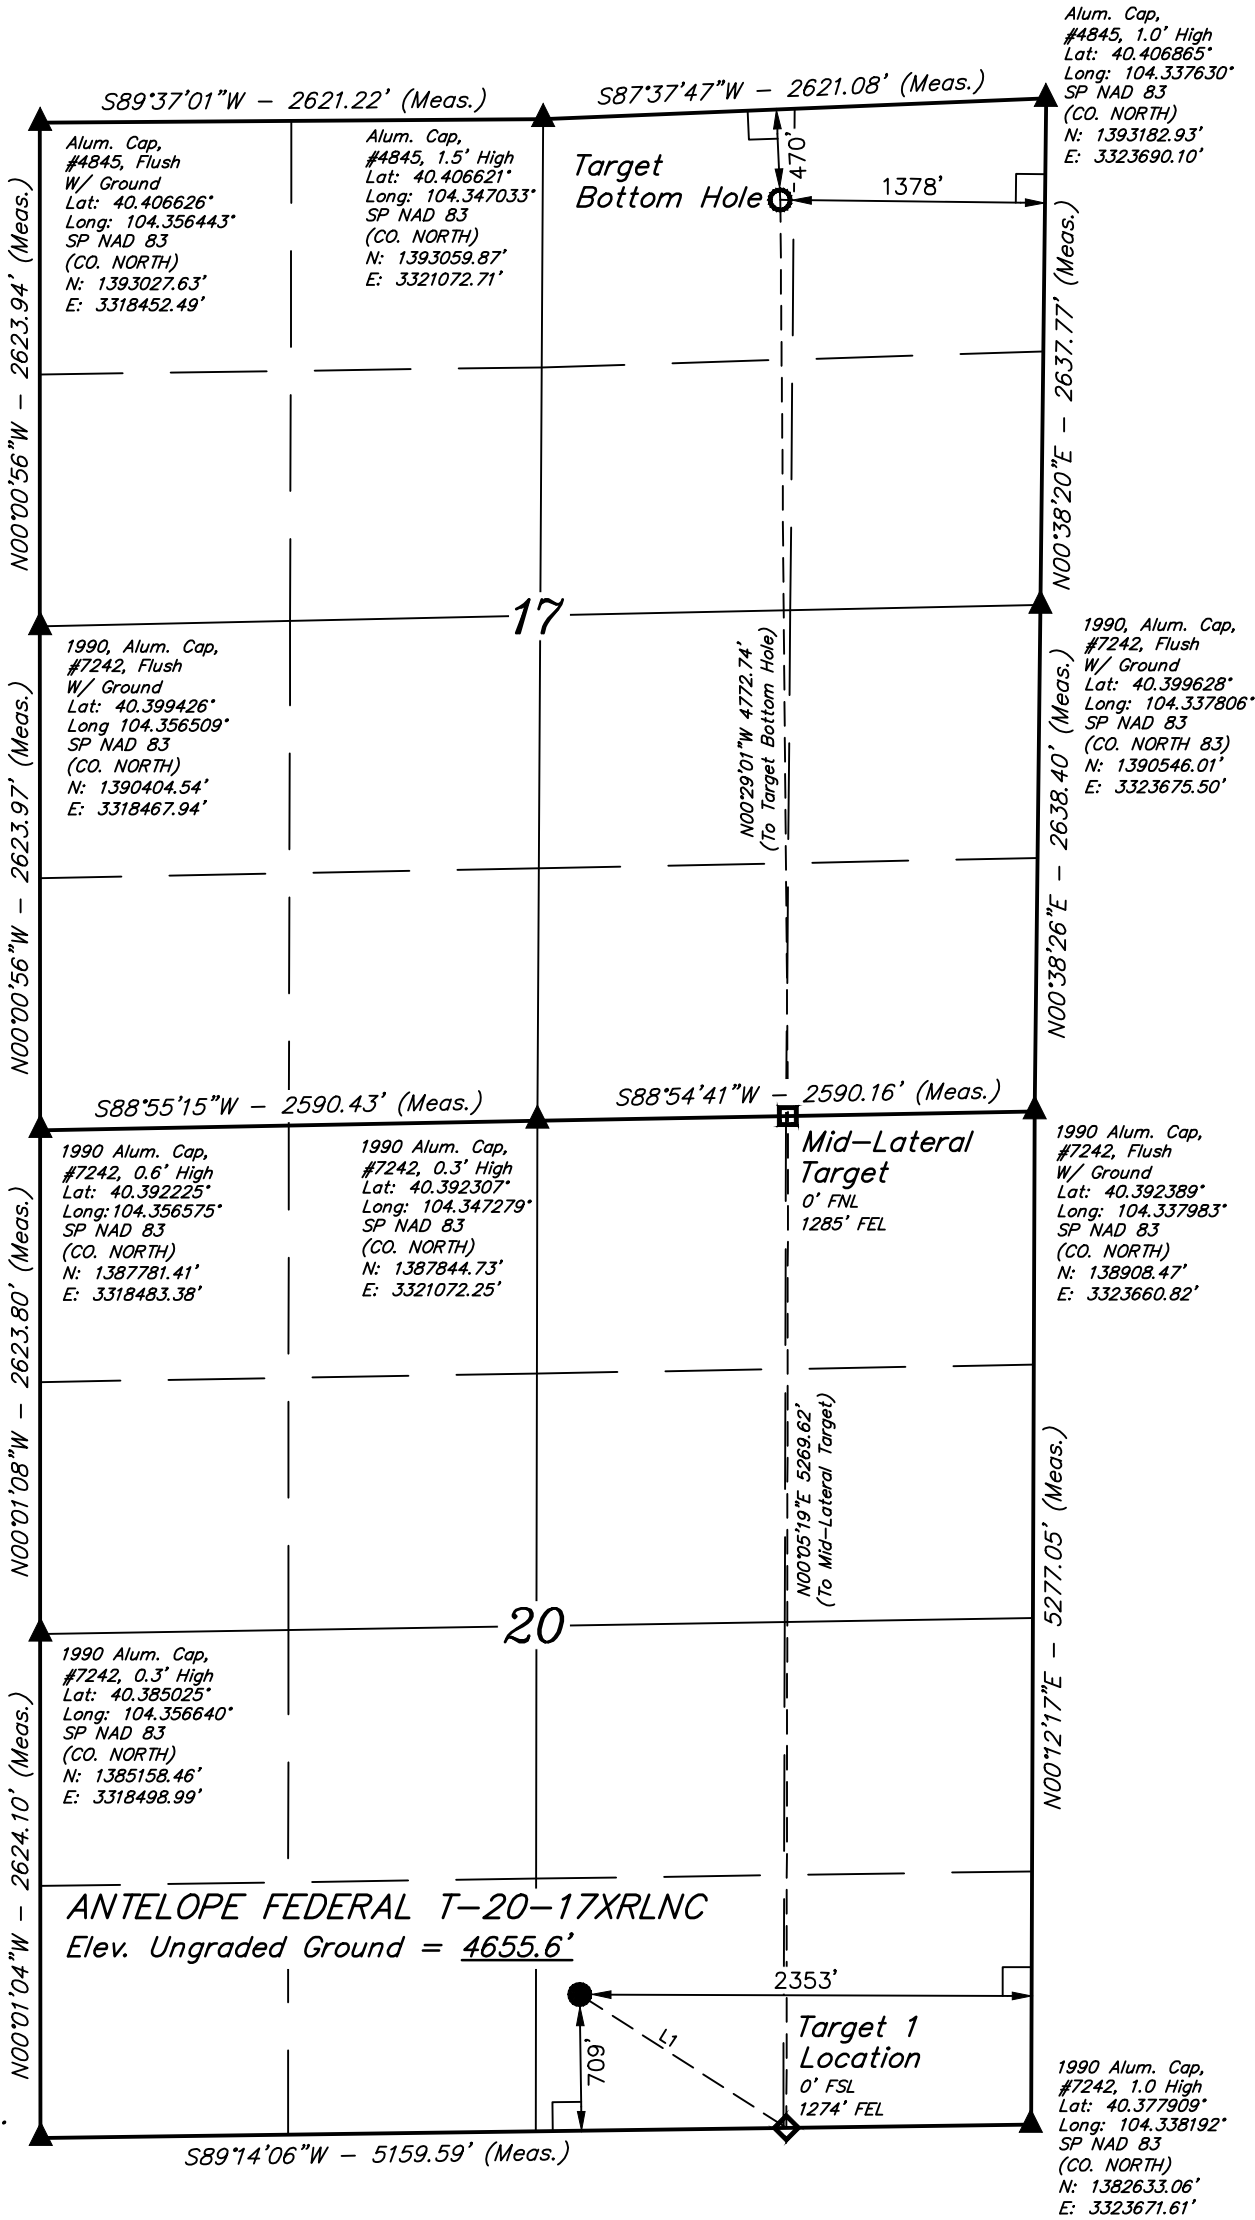 Alum. Cap,
#4845, 1.0' High
Lat: 40.406865°
Long: 104.337630°
SP NAD 83
(CO. NORTH)
N: 1393182.93'
E: 3323690.10'
S89°37'01"W - 2621.22' (Meas.)
S87°37'47"W - 2621.08' (Meas.)
Alum. Cap,
#4845, Flush
W/ Ground
Lat: 40.406626°
Long: 104.356443°
SP NAD 83
(CO. NORTH)
N: 1393027.63'
E: 3318452.49'
Alum. Cap,
#4845, 1.5' High
Lat: 40.406621°
Long: 104.347033°
SP NAD 83
(CO. NORTH)
N: 1393059.87'
E: 3321072.71'
Target
Bottom Hole
470'
1378'
N00°00'56"W - 2623.94' (Meas.)
N00°38'20"E - 2637.77' (Meas.)
17
1990, Alum. Cap,
#7242, Flush
W/ Ground
Lat: 40.399426°
Long 104.356509°
SP NAD 83
(CO. NORTH)
N: 1390404.54'
E: 3318467.94'
1990, Alum. Cap,
#7242, Flush
W/ Ground
Lat: 40.399628°
Long: 104.337806°
SP NAD 83
(CO. NORTH 83)
N: 1390546.01'
E: 3323675.50'
N00°29'01"W 4772.74'
(To Target Bottom Hole)
N00°00'56"W - 2623.97' (Meas.)
N00°38'26"E - 2638.40' (Meas.)
S88°55'15"W - 2590.43' (Meas.)
S88°54'41"W - 2590.16' (Meas.)
1990 Alum. Cap,
#7242, 0.6' High
Lat: 40.392225°
Long:104.356575°
SP NAD 83
(CO. NORTH)
N: 1387781.41'
E: 3318483.38'
1990 Alum. Cap,
#7242, 0.3' High
Lat: 40.392307°
Long: 104.347279°
SP NAD 83
(CO. NORTH)
N: 1387844.73'
E: 3321072.25'
Mid-Lateral
Target
0' FNL
1285' FEL
1990 Alum. Cap,
#7242, Flush
W/ Ground
Lat: 40.392389°
Long: 104.337983°
SP NAD 83
(CO. NORTH)
N: 138908.47'
E: 3323660.82'
N00°01'08"W - 2623.80' (Meas.)
N00°05'19"E 5269.62'
(To Mid-Lateral Target)
N00°12'17"E - 5277.05' (Meas.)
20
1990 Alum. Cap,
#7242, 0.3' High
Lat: 40.385025°
Long: 104.356640°
SP NAD 83
(CO. NORTH)
N: 1385158.46'
E: 3318498.99'
N00°01'04"W - 2624.10' (Meas.)
ANTELOPE FEDERAL T-20-17XRLNC
Elev. Ungraded Ground = 4655.6'
2353'
709'
L1
Target 1
Location
0' FSL
1274' FEL
S89°14'06"W - 5159.59' (Meas.)
1990 Alum. Cap,
#7242, 1.0 High
Lat: 40.377909°
Long: 104.338192°
SP NAD 83
(CO. NORTH)
N: 1382633.06'
E: 3323671.61'